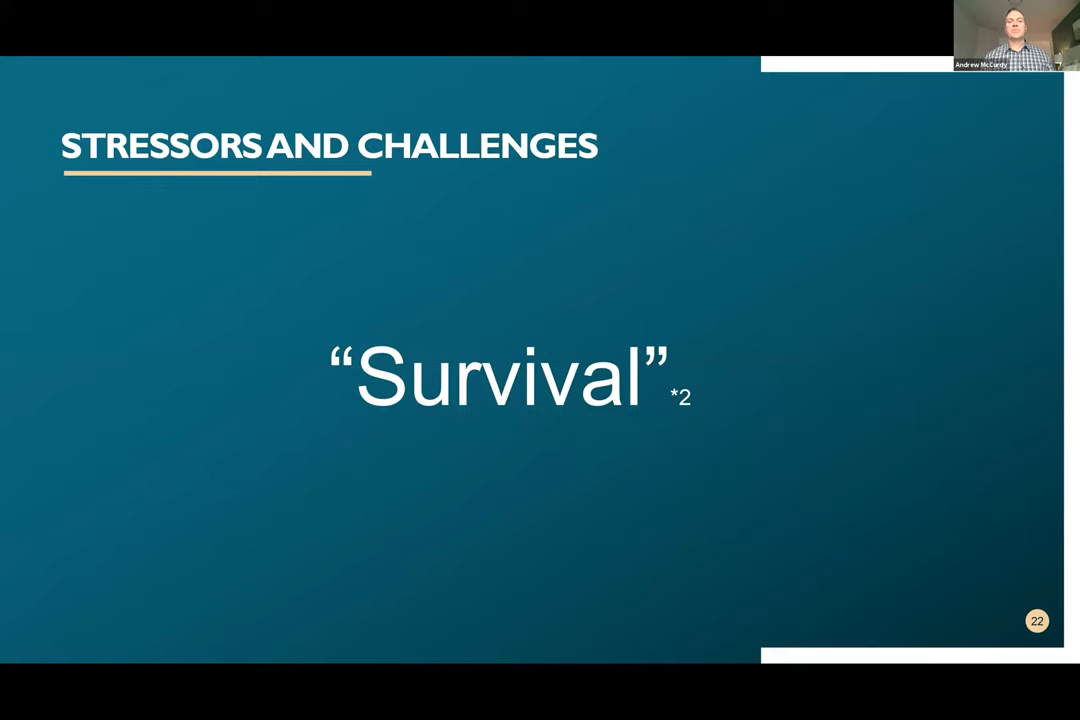 Andrew McCurdy
STRESSORS AND CHALLENGES
“Survival” *2
22